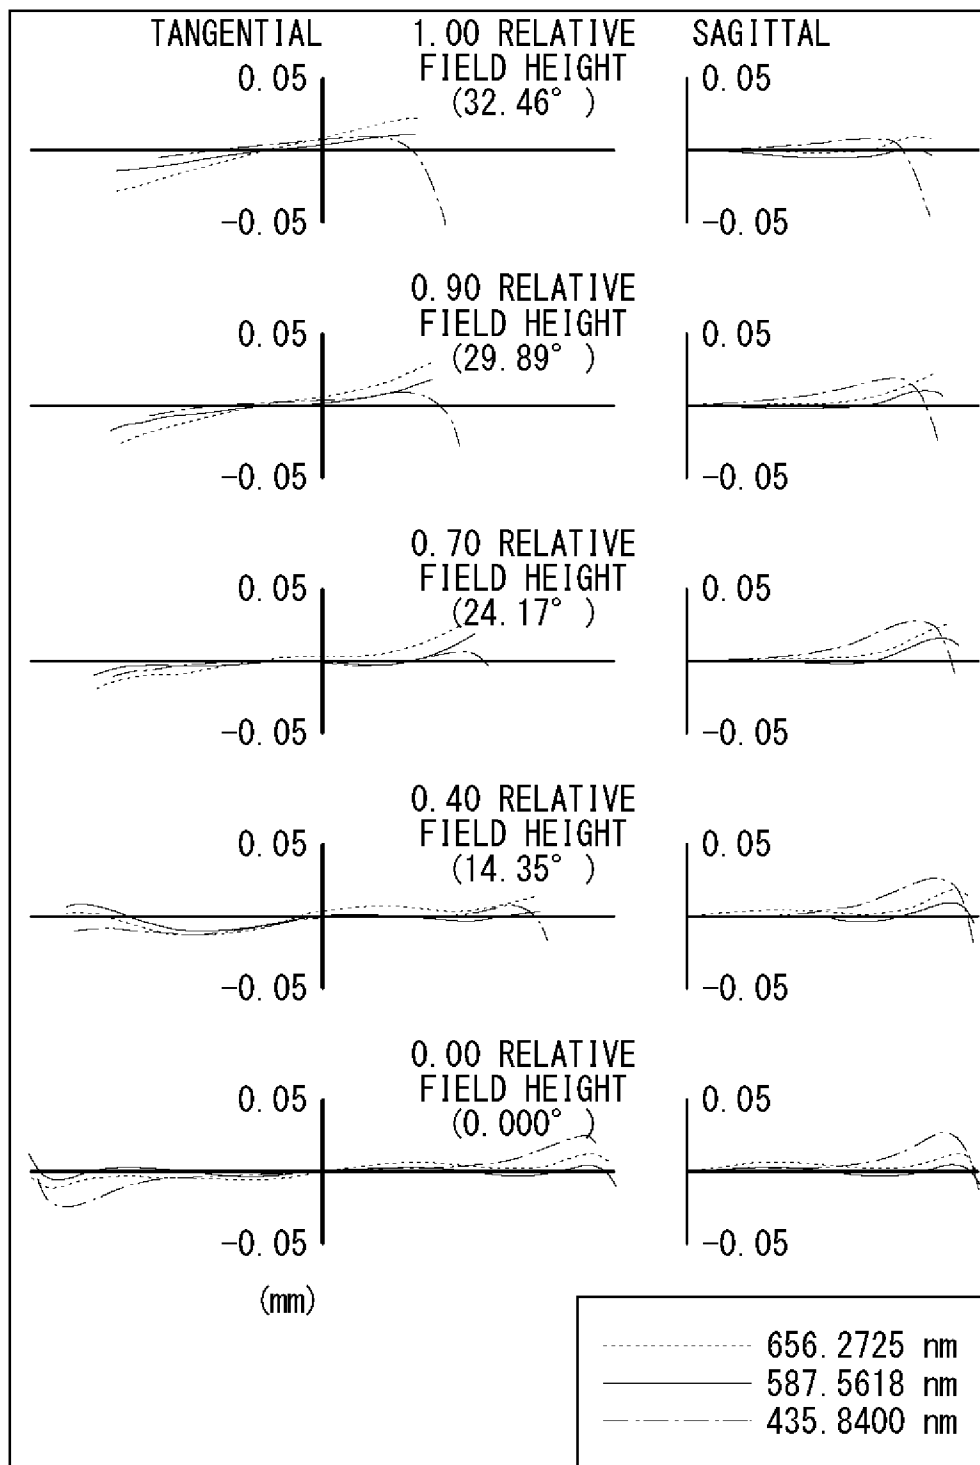 TANGENTIAL 1.00 RELATIVE SAGITTAL
FIELD HEIGHT
0.05 (32.46° ) 0.05
-0.05 -0.05
0.90 RELATIVE
FIELD HEIGHT
0.05 (29.89° ) 0.05
-0.05 -0.05
0.70 RELATIVE
FIELD HEIGHT
0.05 (24.17° ) 0.05
-0.05 -0.05
0.40 RELATIVE
FIELD HEIGHT
0.05 (14.35° ) 0.05
-0.05 -0.05
0.00 RELATIVE
FIELD HEIGHT
0.05 (0.000° ) 0.05
-0.05 -0.05
(mm)
656.2725 nm
587.5618 nm
435.8400 nm